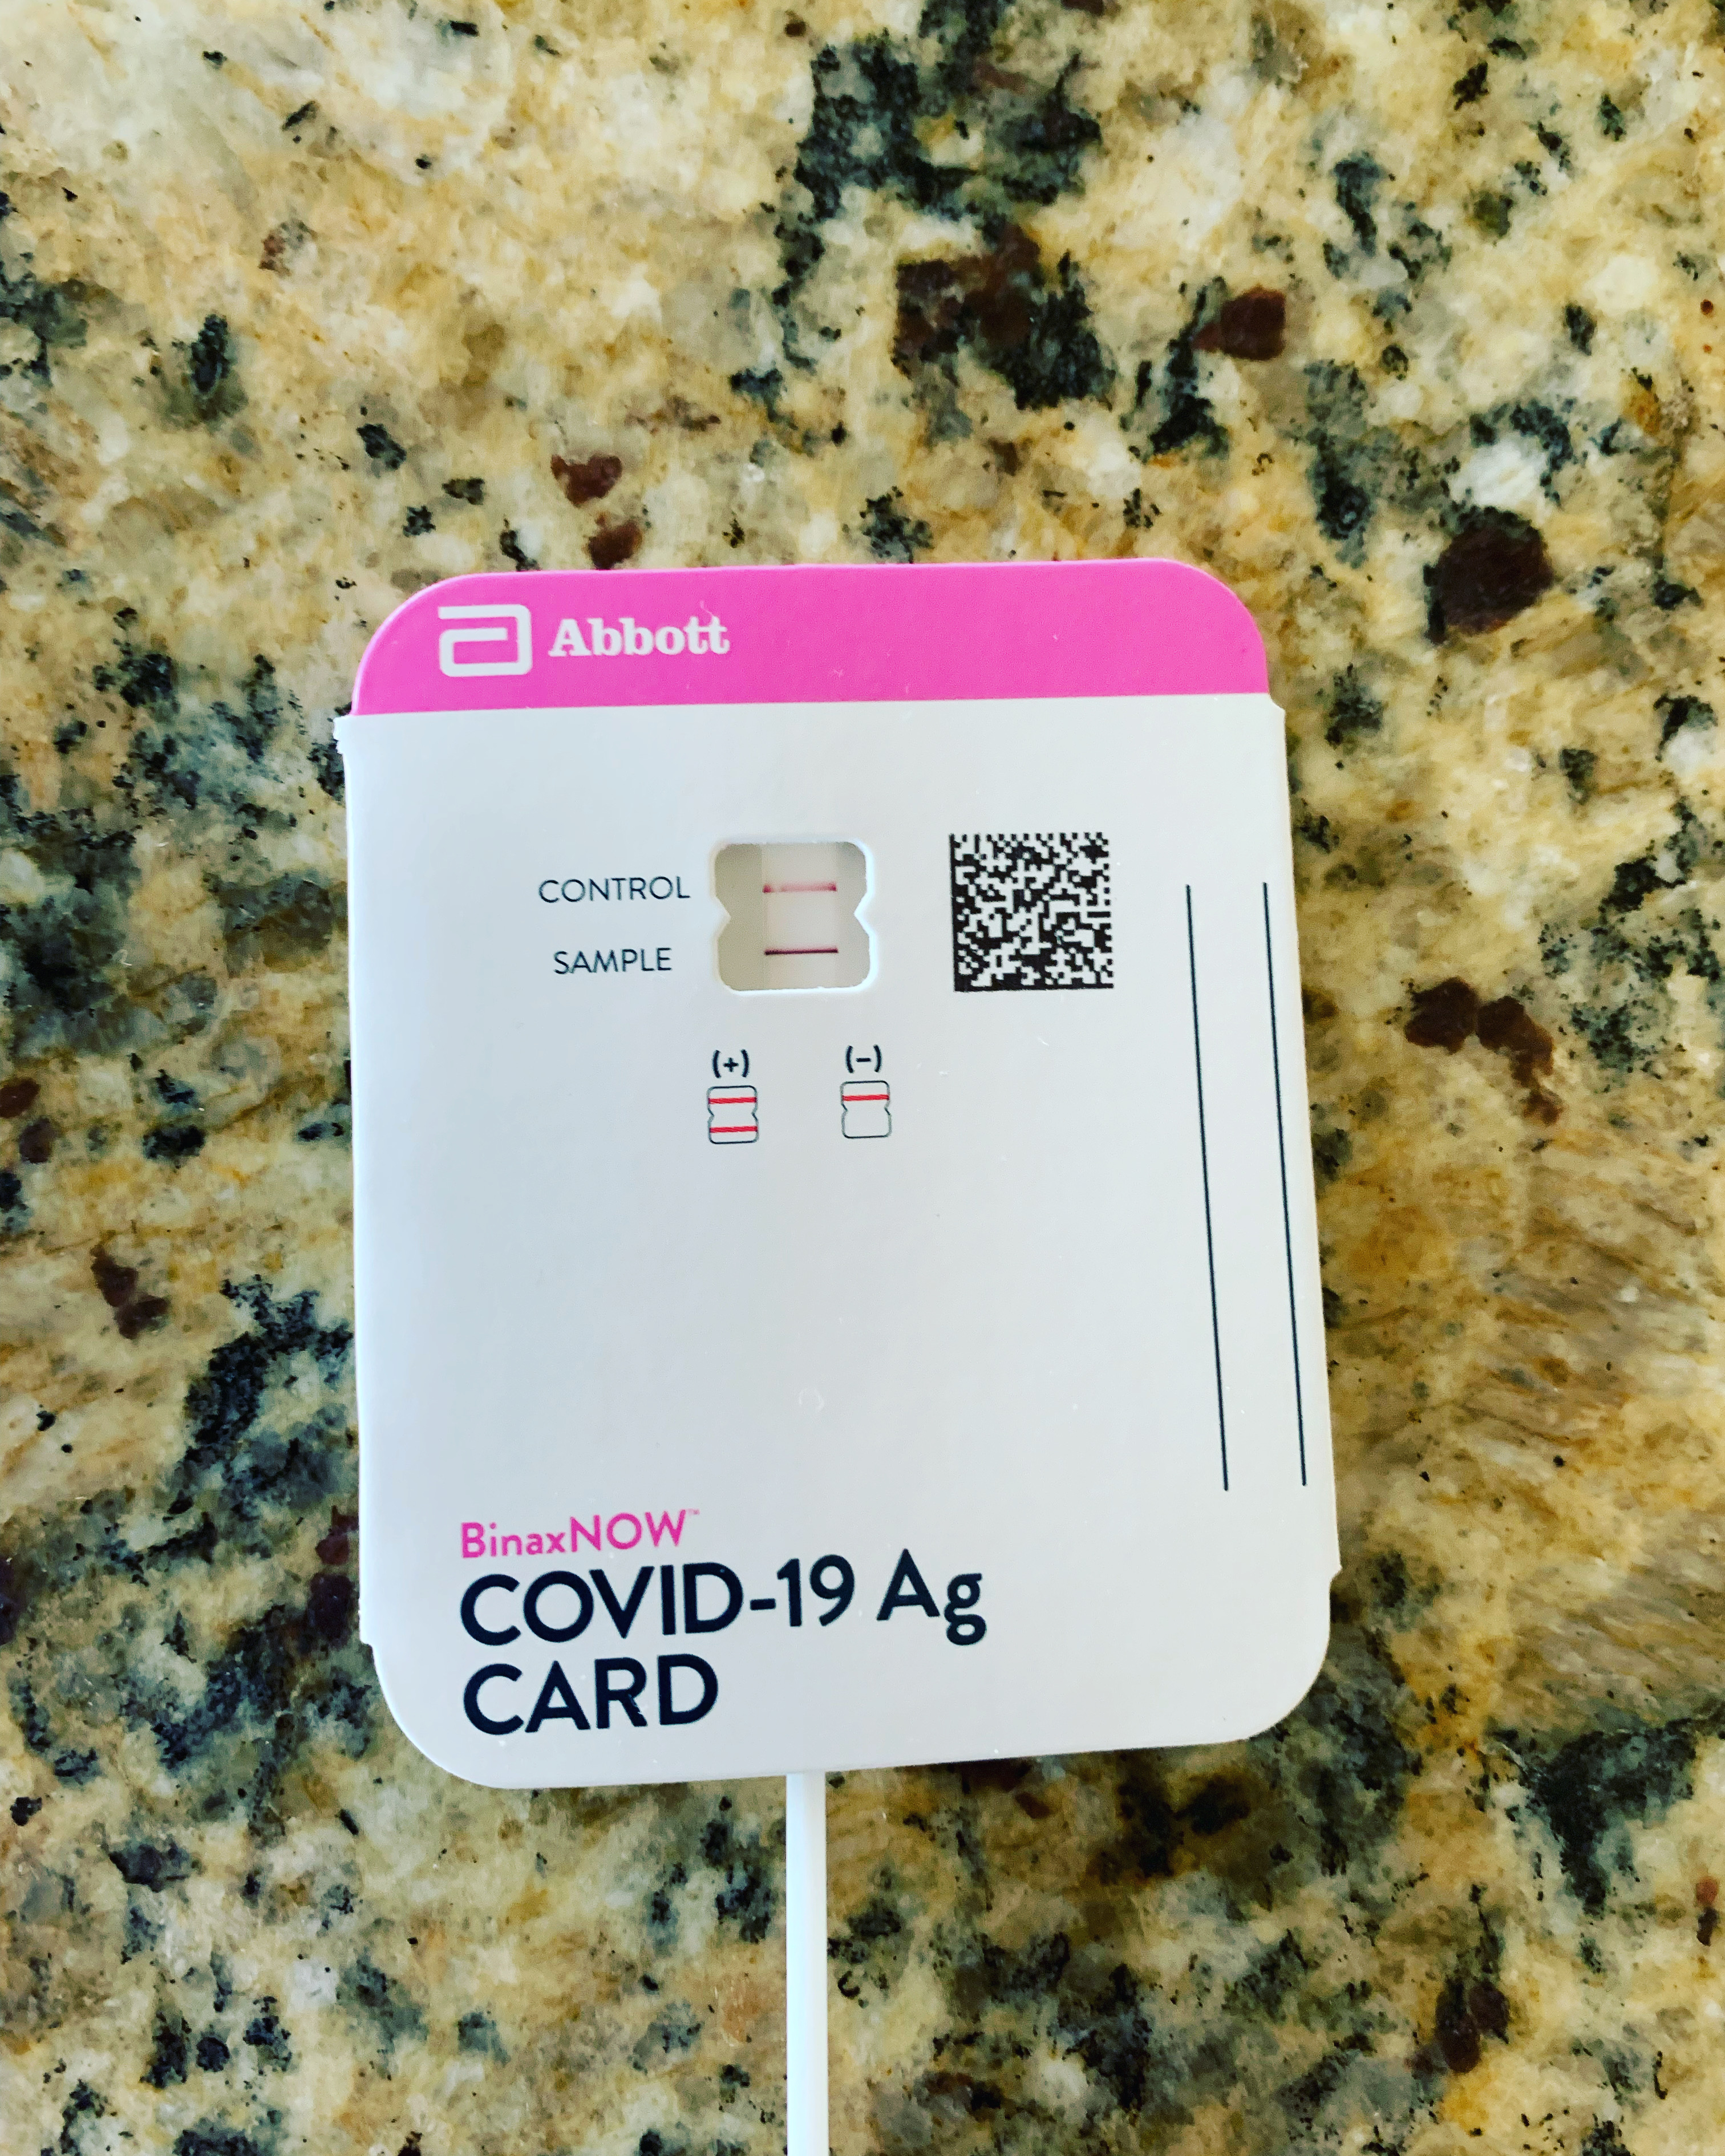 Abbott
CONTROL
SAMPLE
(+) (-)
BinaxNOW™
COVID-19 Ag
CARD